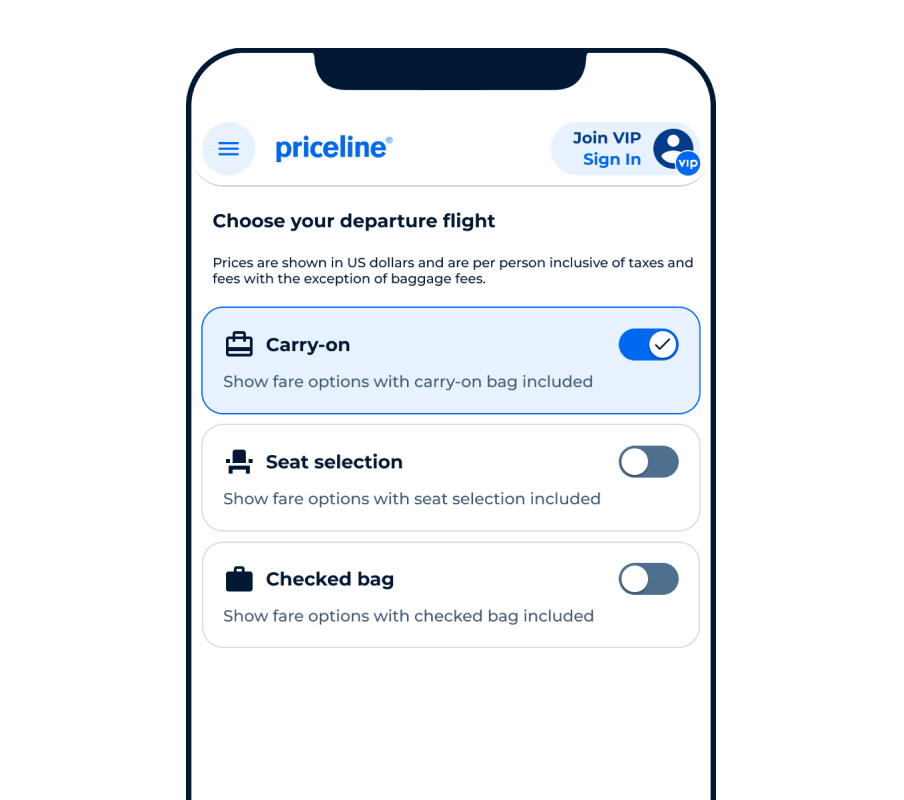 priceline®
Join VIP
Sign In
VIP
Choose your departure flight
Prices are shown in US dollars and are per person inclusive of taxes and
fees with the exception of baggage fees.
Carry-on
Show fare options with carry-on bag included
Seat selection
Show fare options with seat selection included
Checked bag
Show fare options with checked bag included